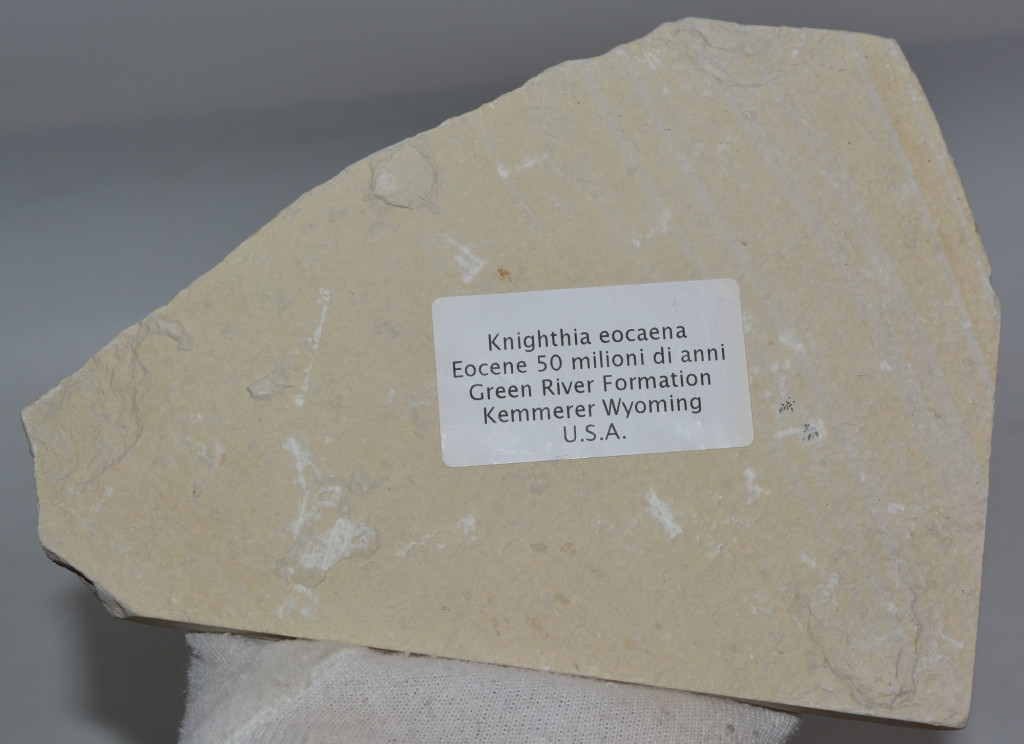 Knighthia eocaena
Eocene 50 milioni di anni
Green River Formation
Kemmerer Wyoming
U.S.A.